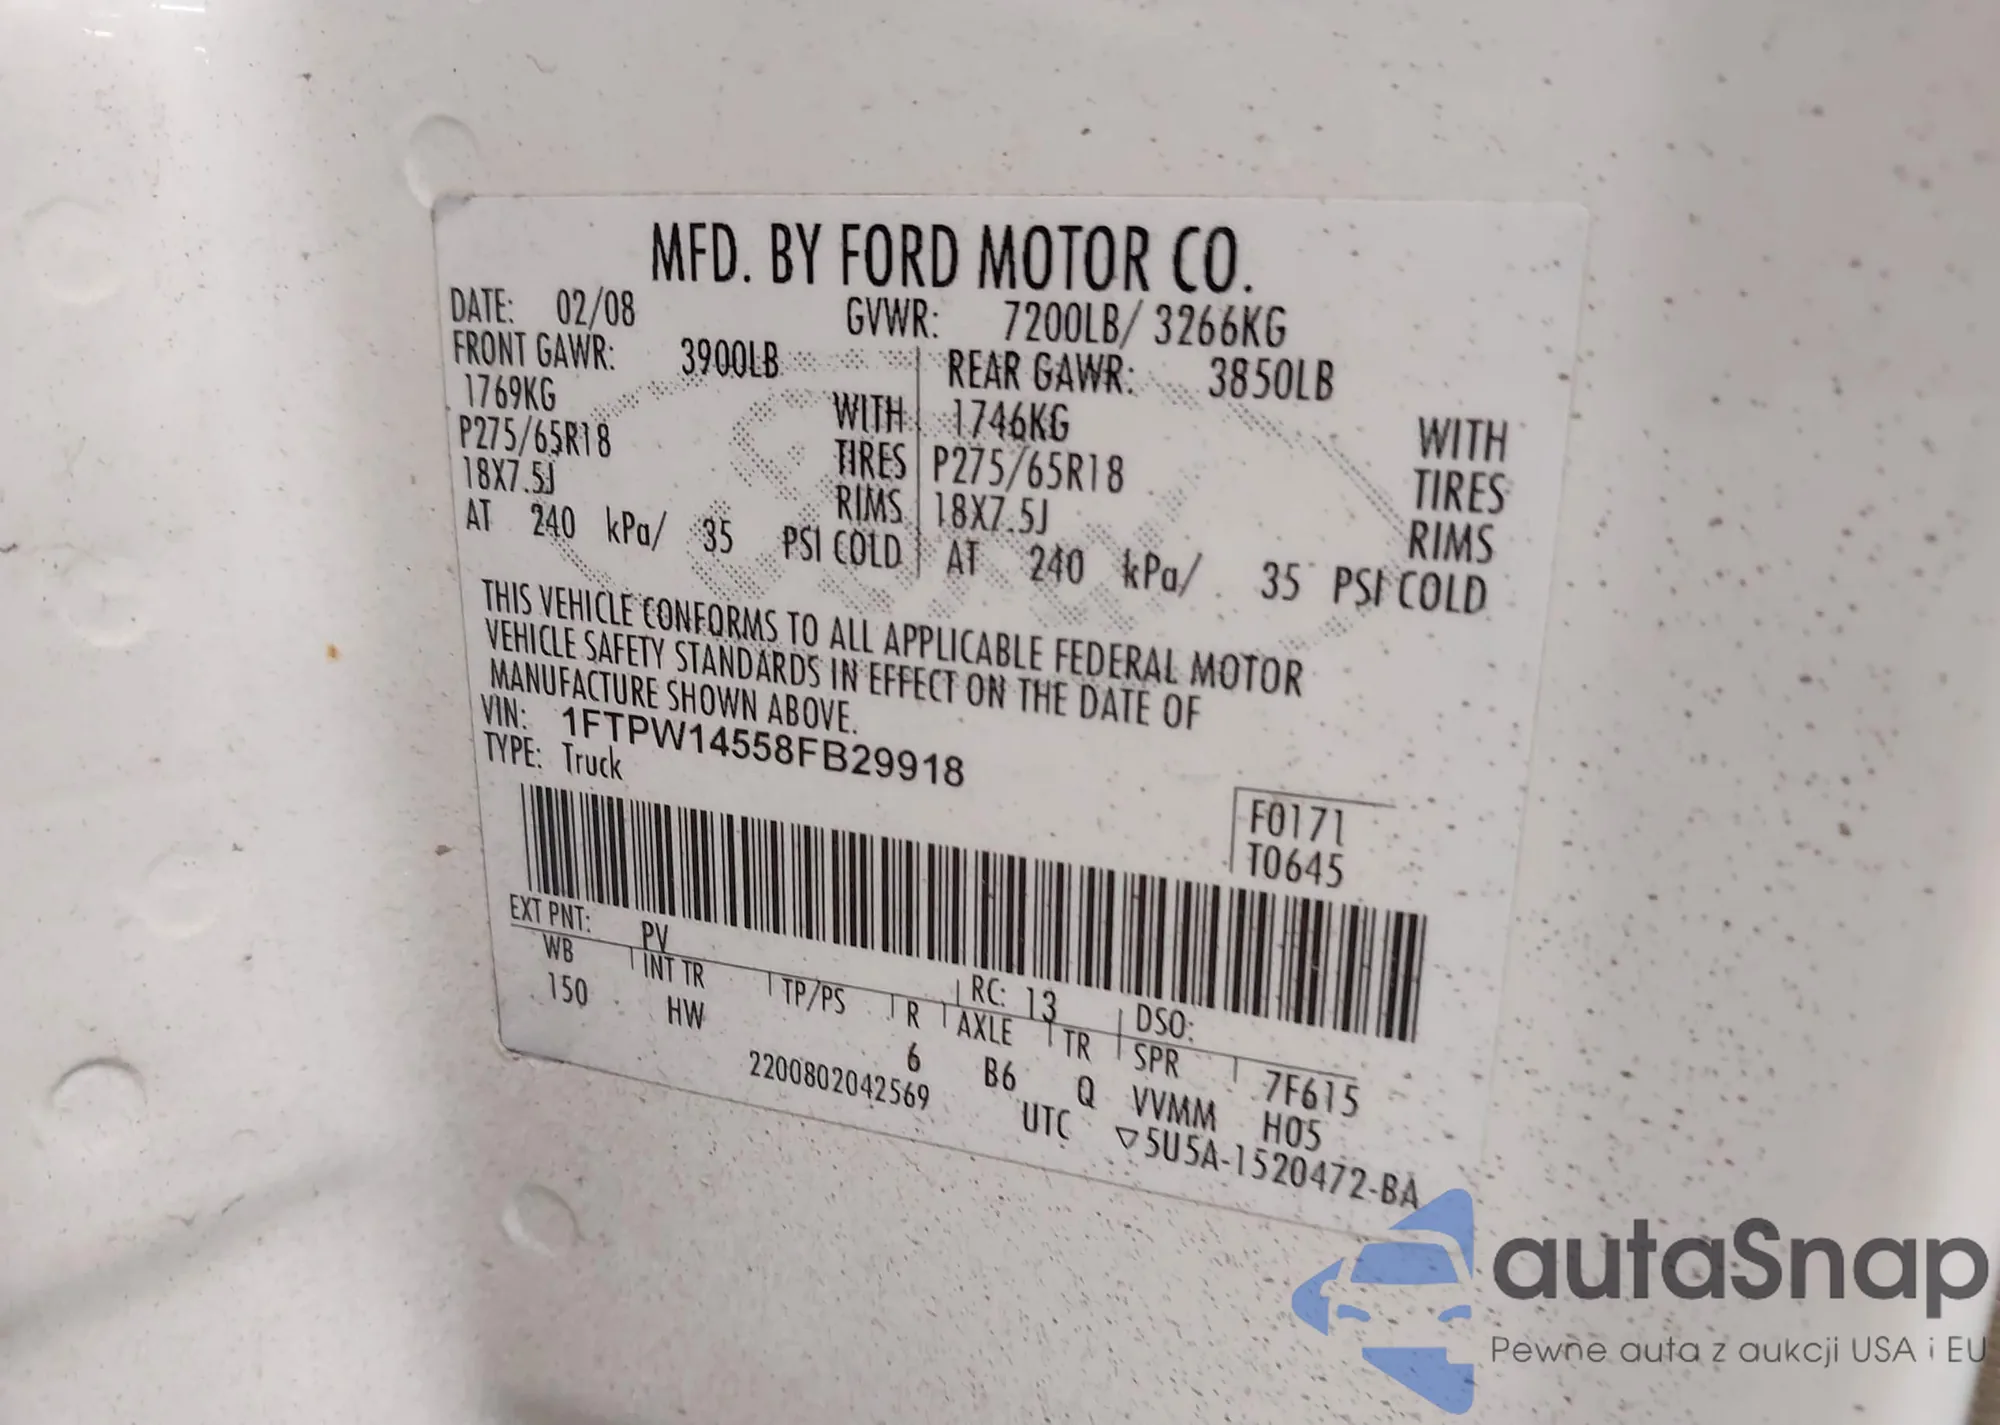 MFD. BY FORD MOTOR CO.
DATE: 02/08 GVWR: 7200LB/ 3266KG
FRONT GAWR: 3900LB REAR GAWR: 3850LB
1769KG WITH 1746KG WITH
P275/65R18 TIRES P275/65R18 TIRES
18X7.5J RIMS 18X7.5J RIMS
AT 240 kPa/ 35 PSI COLD AT 240 kPa/ 35 PSI COLD
THIS VEHICLE CONFORMS TO ALL APPLICABLE FEDERAL MOTOR
VEHICLE SAFETY STANDARDS IN EFFECT ON THE DATE OF
MANUFACTURE SHOWN ABOVE.
VIN: 1FTPW14558FB29918
TYPE: Truck
F0171
T0645
EXT PNT: PV RC: 13 DSO:
WB INT TR TP/PS R AXLE TR SPR 7F615
150 HW 6 B6 Q VVMM H05
2200802042569 UTC ▽5U5A-1520472-BA
autaSnap
Pewne auta z aukcji USA i EU